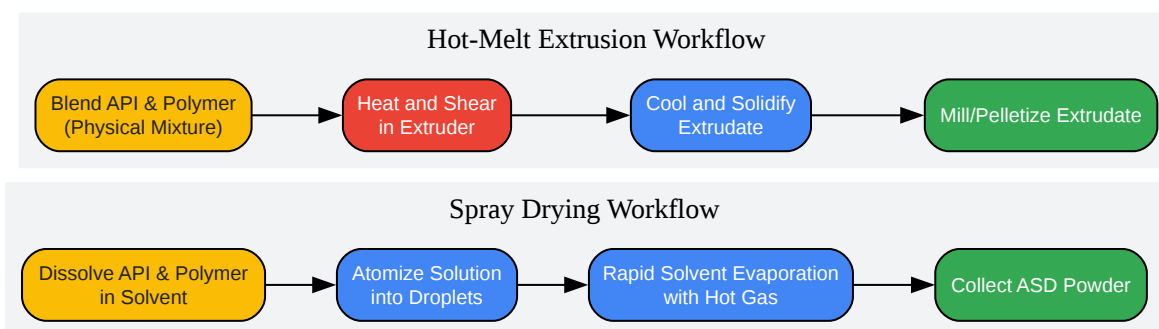 Hot-Melt Extrusion Workflow
Blend API & Polymer
(Physical Mixture)
Heat and Shear
in Extruder
Cool and Solidify
Extrudate
Mill/Pelletize Extrudate
Spray Drying Workflow
Dissolve API & Polymer
in Solvent
Atomize Solution
into Droplets
Rapid Solvent Evaporation
with Hot Gas
Collect ASD Powder